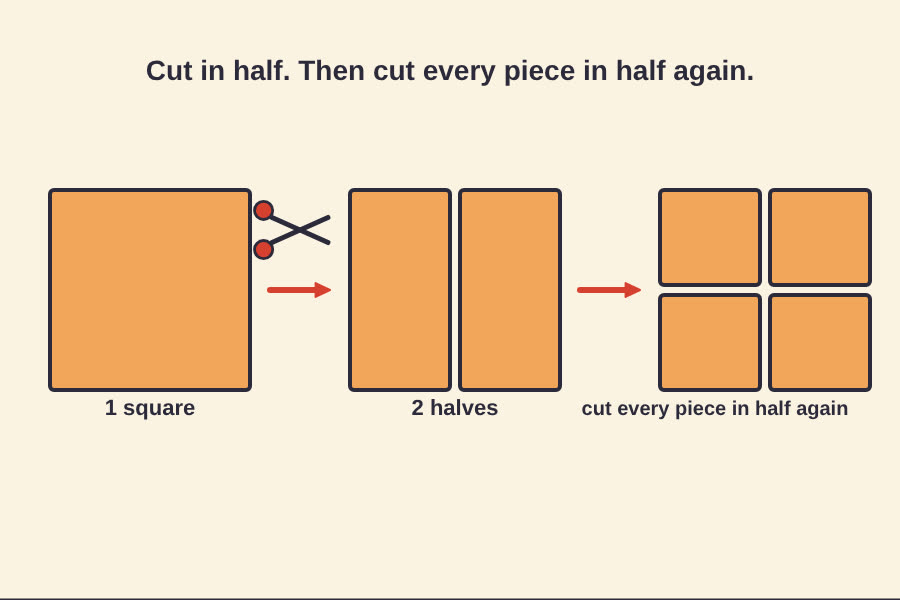 Cut in half. Then cut every piece in half again.
1 square
2 halves
cut every piece in half again